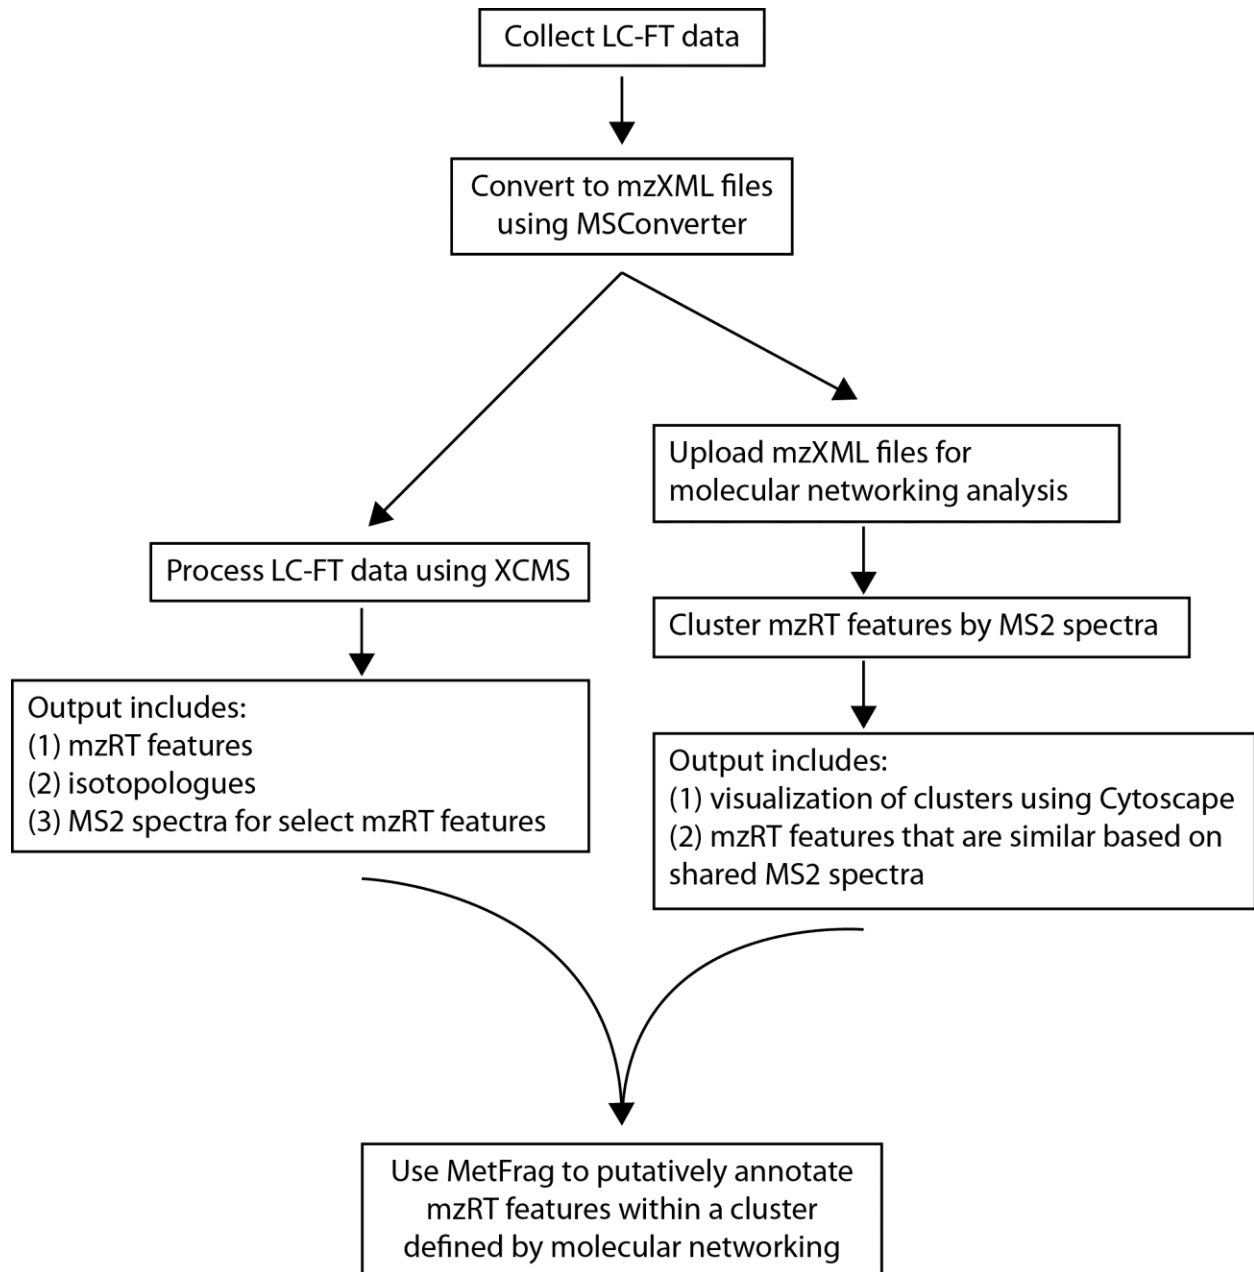 Collect LC-FT data
Convert to mzXML files
using MSConverter
Upload mzXML files for
molecular networking analysis
Process LC-FT data using XCMS
Cluster mzRT features by MS2 spectra
Output includes:
(1) mzRT features
(2) isotopologues
(3) MS2 spectra for select mzRT features
Output includes:
(1) visualization of clusters using Cytoscape
(2) mzRT features that are similar based on
shared MS2 spectra
Use MetFrag to putatively annotate
mzRT features within a cluster
defined by molecular networking